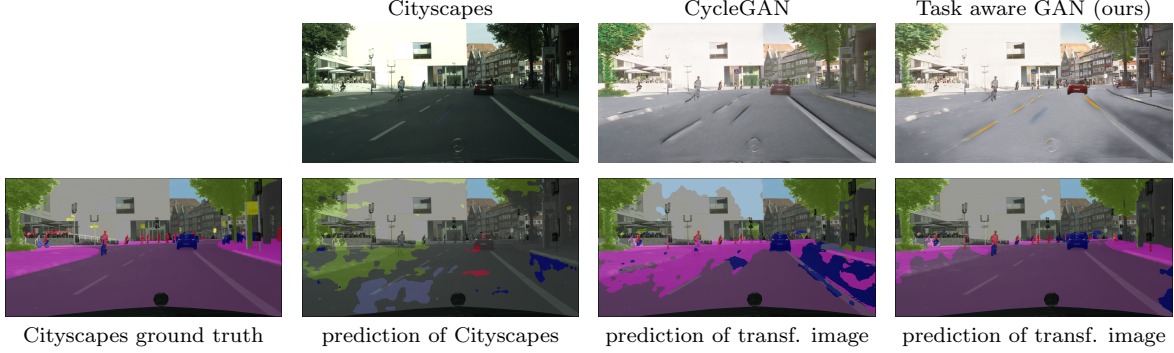 Cityscapes CycleGAN Task aware GAN (ours)
Cityscapes ground truth prediction of Cityscapes prediction of transf. image prediction of transf. image